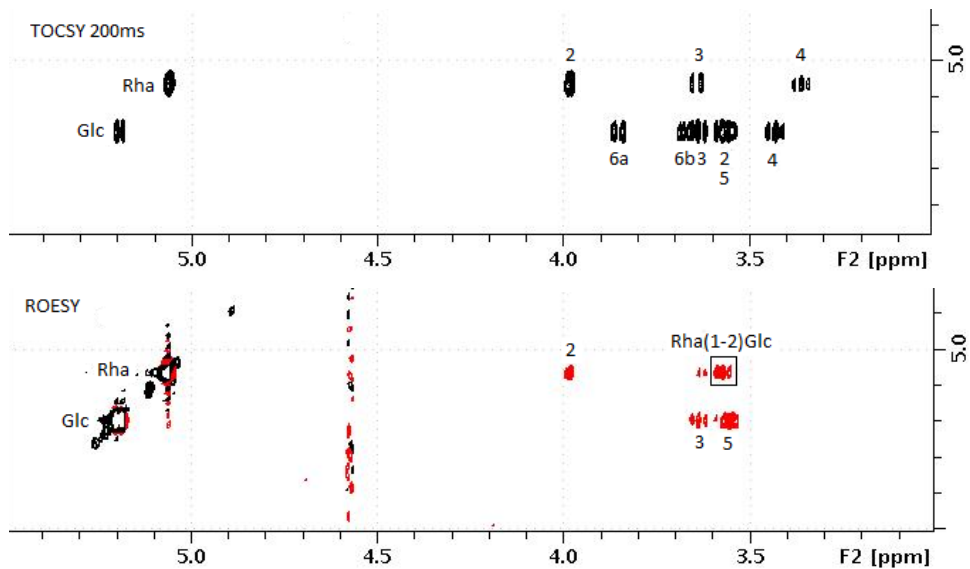 TOCSY 200ms
2 3 4
Rha
Glc
6a 6b 3 2 4
5
5.0
5.0 4.5 4.0 3.5 F2 [ppm]
ROESY
Rha(1-2)Glc
2
Rha
Glc
3 5
5.0
5.0 4.5 4.0 3.5 F2 [ppm]